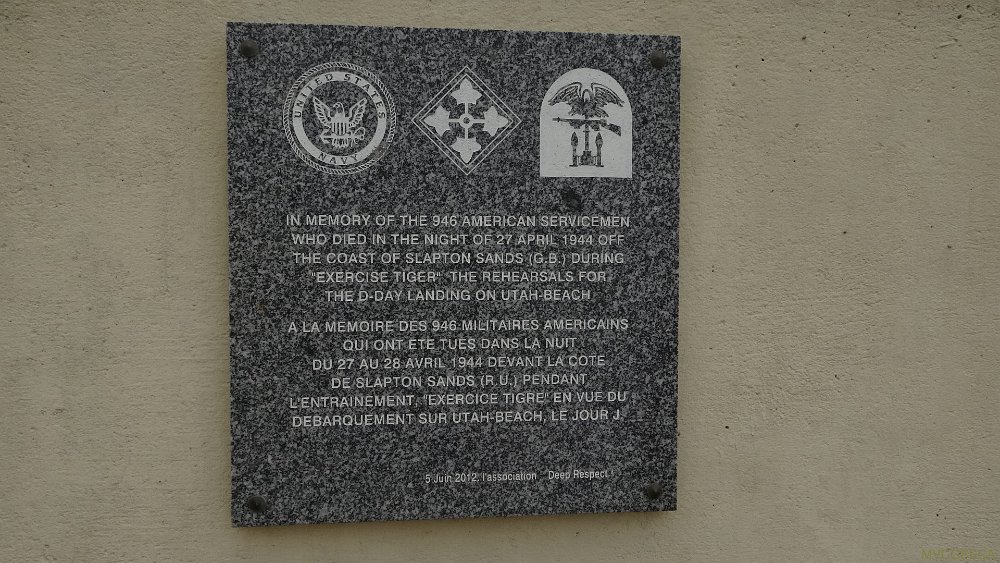 UNITED STATES
NAVY
IN MEMORY OF THE 946 AMERICAN SERVICEMEN
WHO DIED IN THE NIGHT OF 27 APRIL 1944 OFF
THE COAST OF SLAPTON SANDS (G.B.) DURING
"EXERCISE TIGER", THE REHEARSALS FOR
THE D-DAY LANDING ON UTAH-BEACH
A LA MEMOIRE DES 946 MILITAIRES AMERICAINS
QUI ONT ETE TUES DANS LA NUIT
DU 27 AU 28 AVRIL 1944 DEVANT LA COTE
DE SLAPTON SANDS (R.U.) PENDANT
L'ENTRAINEMENT, "EXERCICE TIGRE" EN VUE DU
DEBARQUEMENT SUR UTAH-BEACH, LE JOUR J.
5 Juin 2012, l'association "Deep Respect"